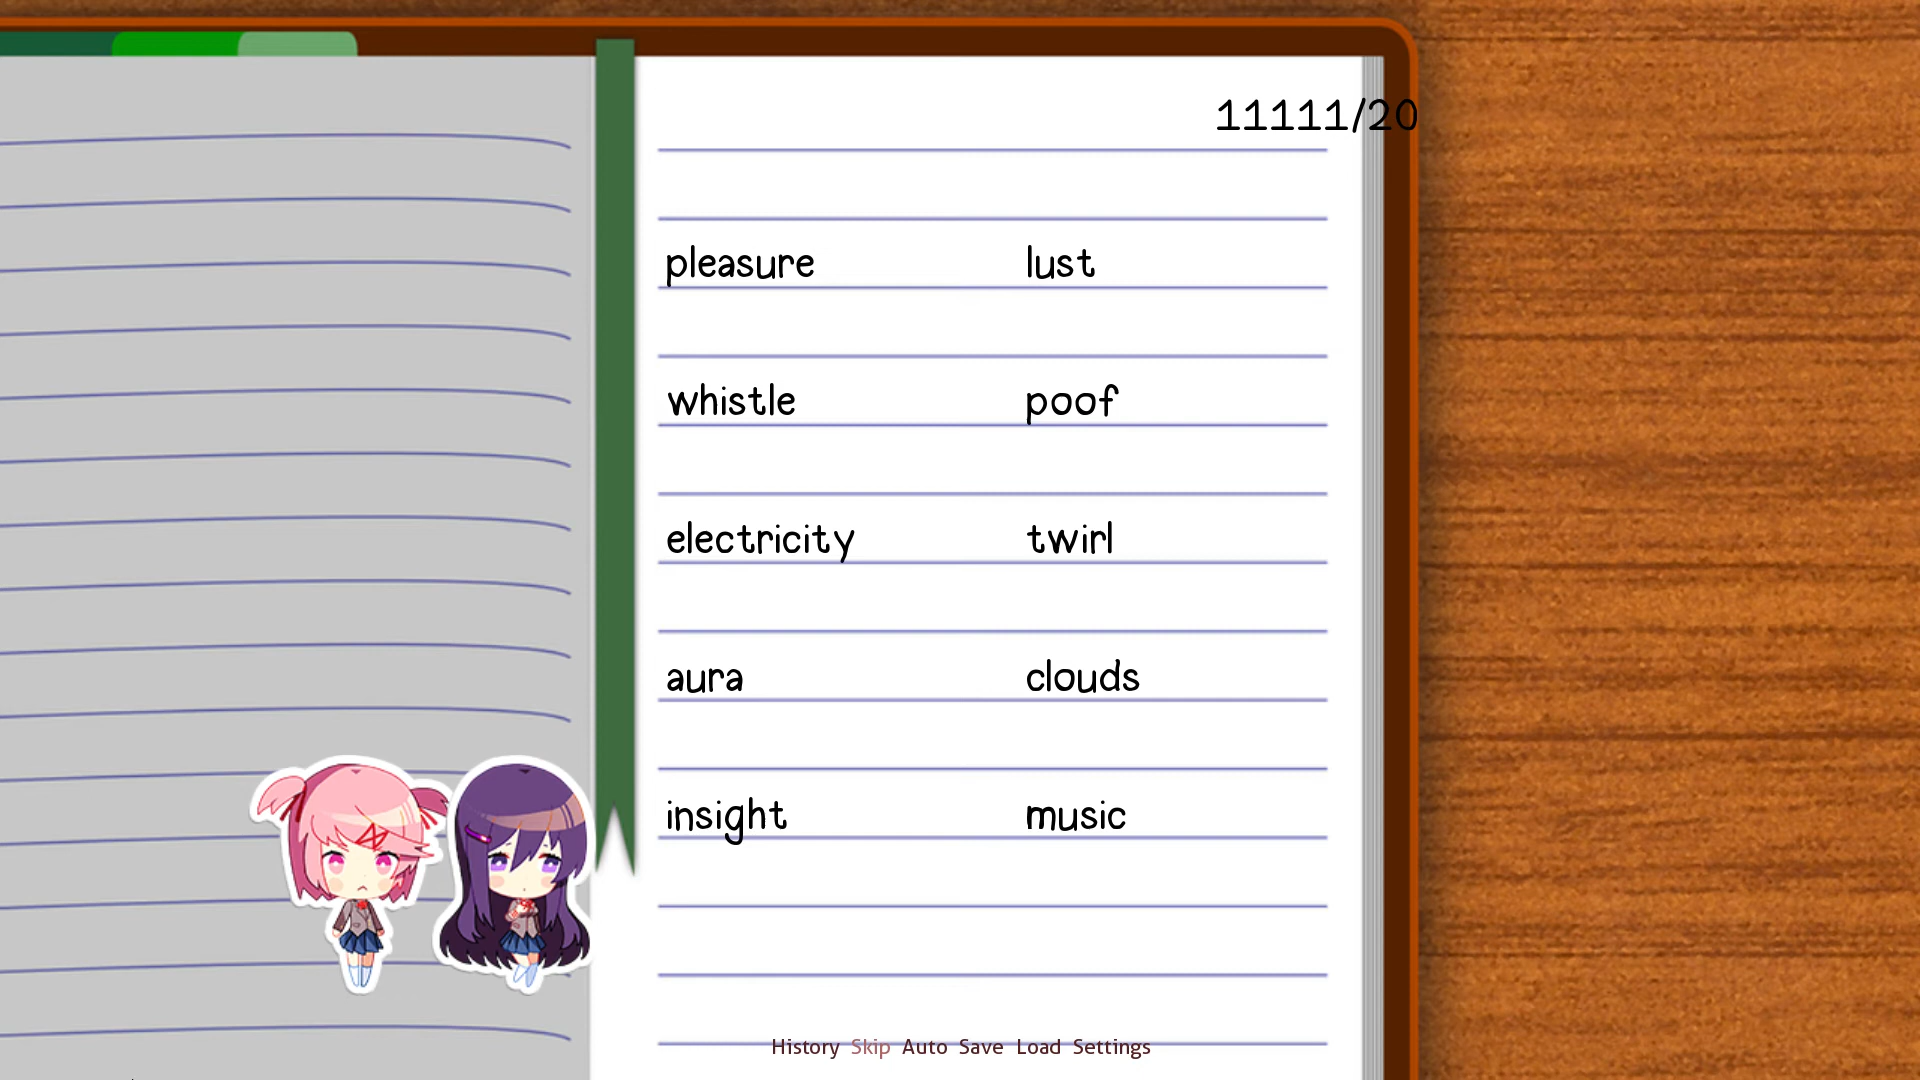 11111/20
pleasure lust
whistle poof
electricity twirl
aura clouds
insight music
History Skip Auto Save Load Settings